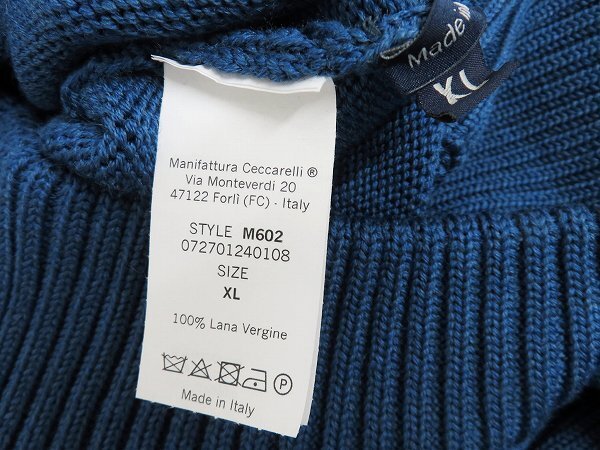 Made in
XL
Manifattura Ceccarelli ®
Via Monteverdi 20
47122 Forlì (FC) - Italy
STYLE M602
072701240108
SIZE
XL
100% Lana Vergine
P
Made in Italy